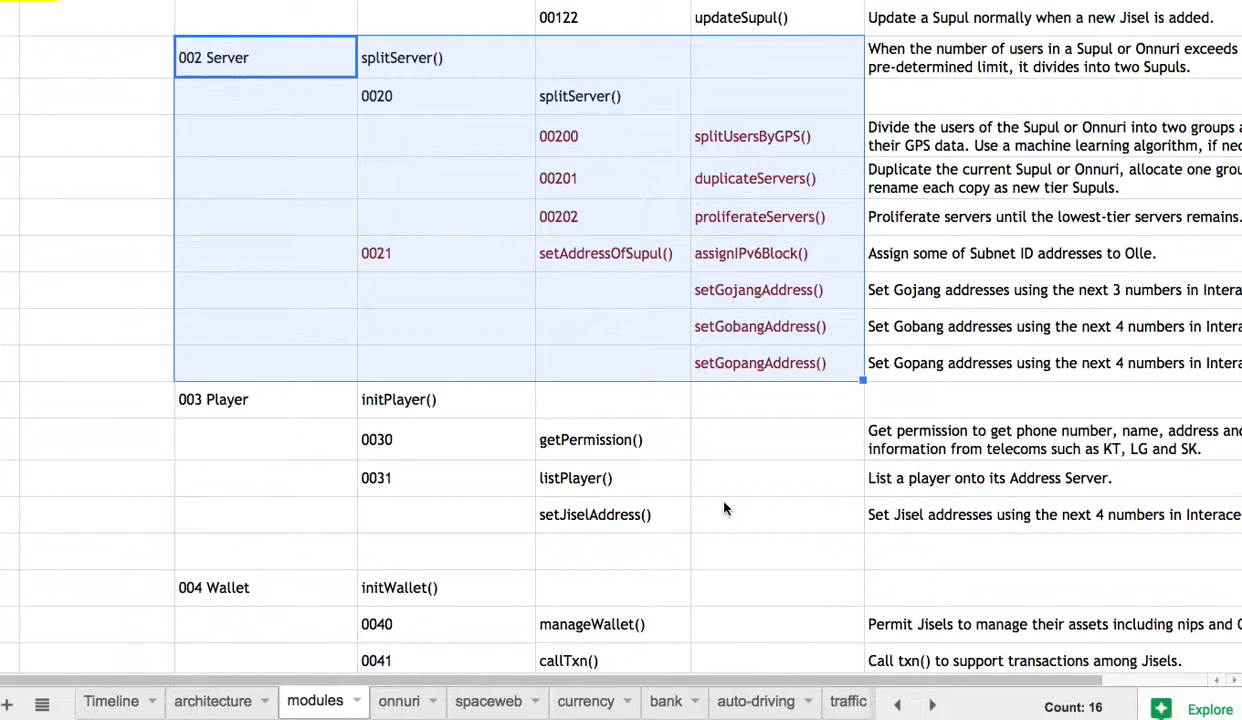 00122 updateSupul() Update a Supul normally when a new Jisel is added.
002 Server splitServer() When the number of users in a Supul or Onnuri exceeds
pre-determined limit, it divides into two Supuls.
0020 splitServer()
00200 splitUsersByGPS() Divide the users of the Supul or Onnuri into two groups
their GPS data. Use a machine learning algorithm, if
00201 duplicateServers() Duplicate the current Supul or Onnuri, allocate one
rename each copy as new tier Supuls.
00202 proliferateServers() Proliferate servers until the lowest-tier servers remains.
0021 setAddressOfSupul() assignIPv6Block() Assign some of Subnet ID addresses to Olle.
setGojangAddress() Set Gojang addresses using the next 3 numbers in
setGobangAddress() Set Gobang addresses using the next 4 numbers in
setGopangAddress() Set Gopang addresses using the next 4 numbers in
003 Player initPlayer()
0030 getPermission() Get permission to get phone number, name, address
information from telecoms such as KT, LG and SK.
0031 listPlayer() List a player onto its Address Server.
setJiselAddress() Set Jisel addresses using the next 4 numbers in Interace
004 Wallet initWallet()
0040 manageWallet() Permit Jisels to manage their assets including nips and
0041 callTxn() Call txn() to support transactions among Jisels.
Timeline architecture modules onnuri spaceweb currency bank auto-driving traffic Count: 16 Explore